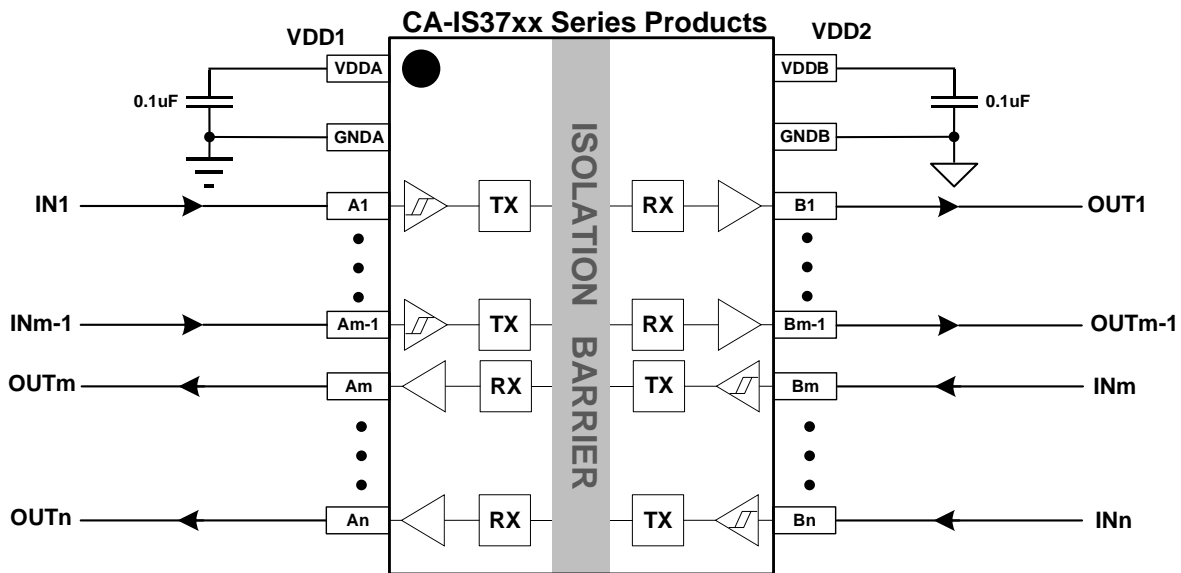 CA-IS37xx Series Products
VDD1
VDD2
VDDA
VDDB
0.1uF
0.1uF
GNDA
GNDB
ISOLATION BARRIER
IN1
A1
TX
RX
B1
OUT1
INm-1
Am-1
TX
RX
Bm-1
OUTm-1
OUTm
Am
RX
TX
Bm
INm
OUTn
An
RX
TX
Bn
INn